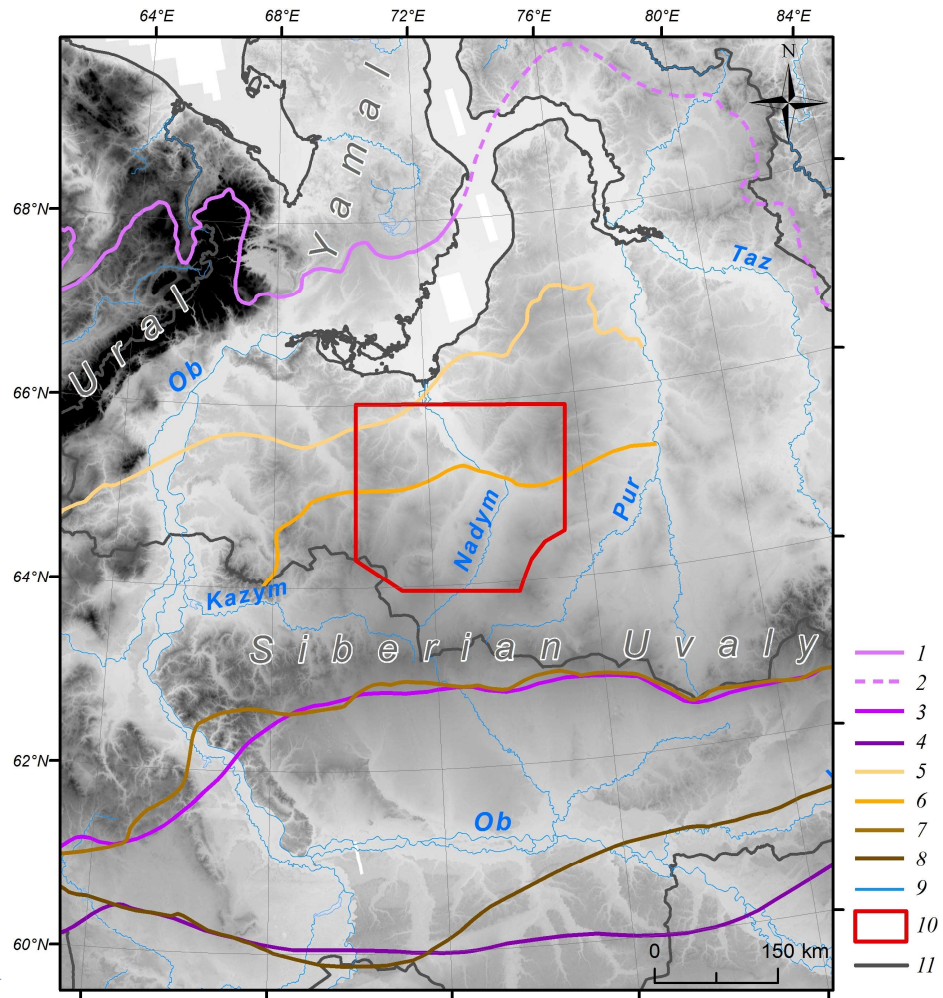 64°E 68°E 72°E 76°E 80°E 84°E
N
Yamal
68°N
Taz
Ural
Ob
66°N
Nadym
Pur
64°N
Kazym
Siberian Uvaly
1
2
3
4
5
6
7
8
9
10
11
62°N
Ob
60°N
0 150 km